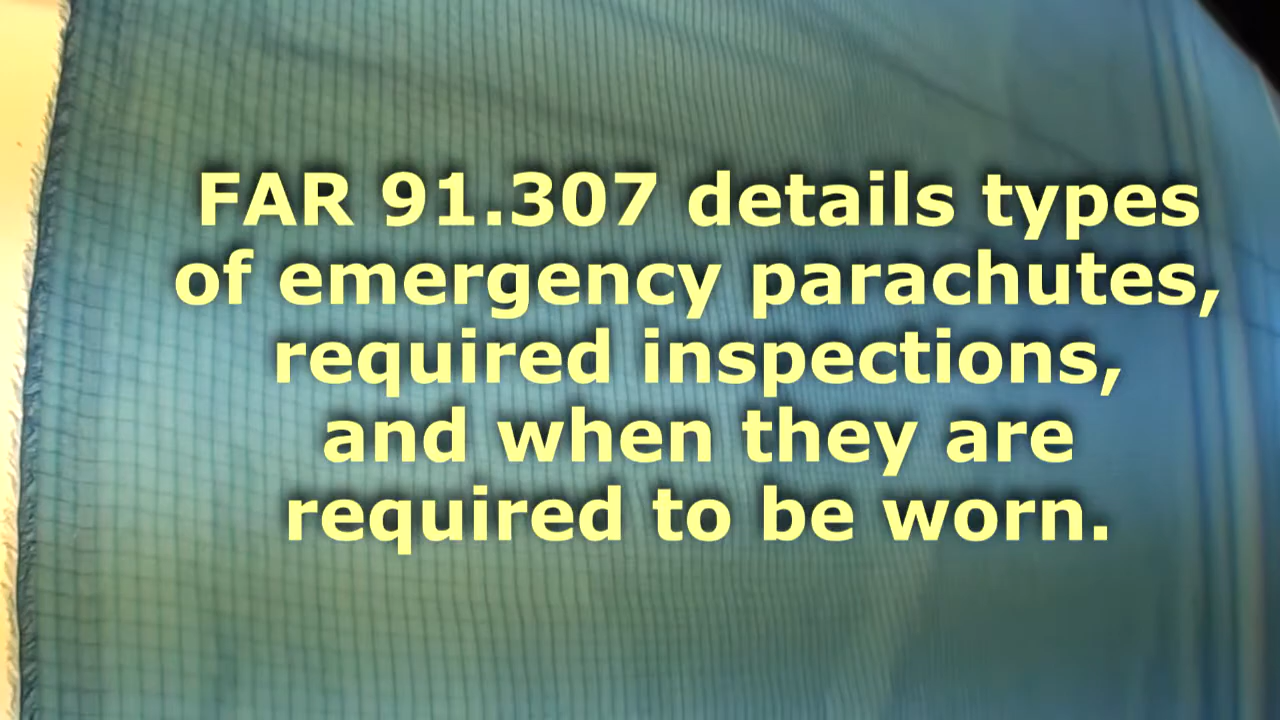 FAR 91.307 details types
of emergency parachutes,
required inspections,
and when they are
required to be worn.